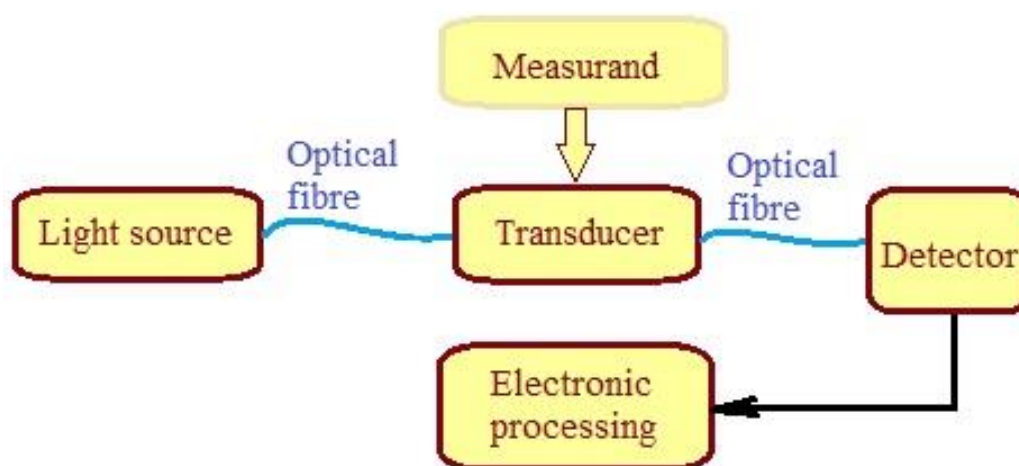 Measurand
Optical
fibre
Optical
fibre
Light source
Transducer
Detector
Electronic
processing